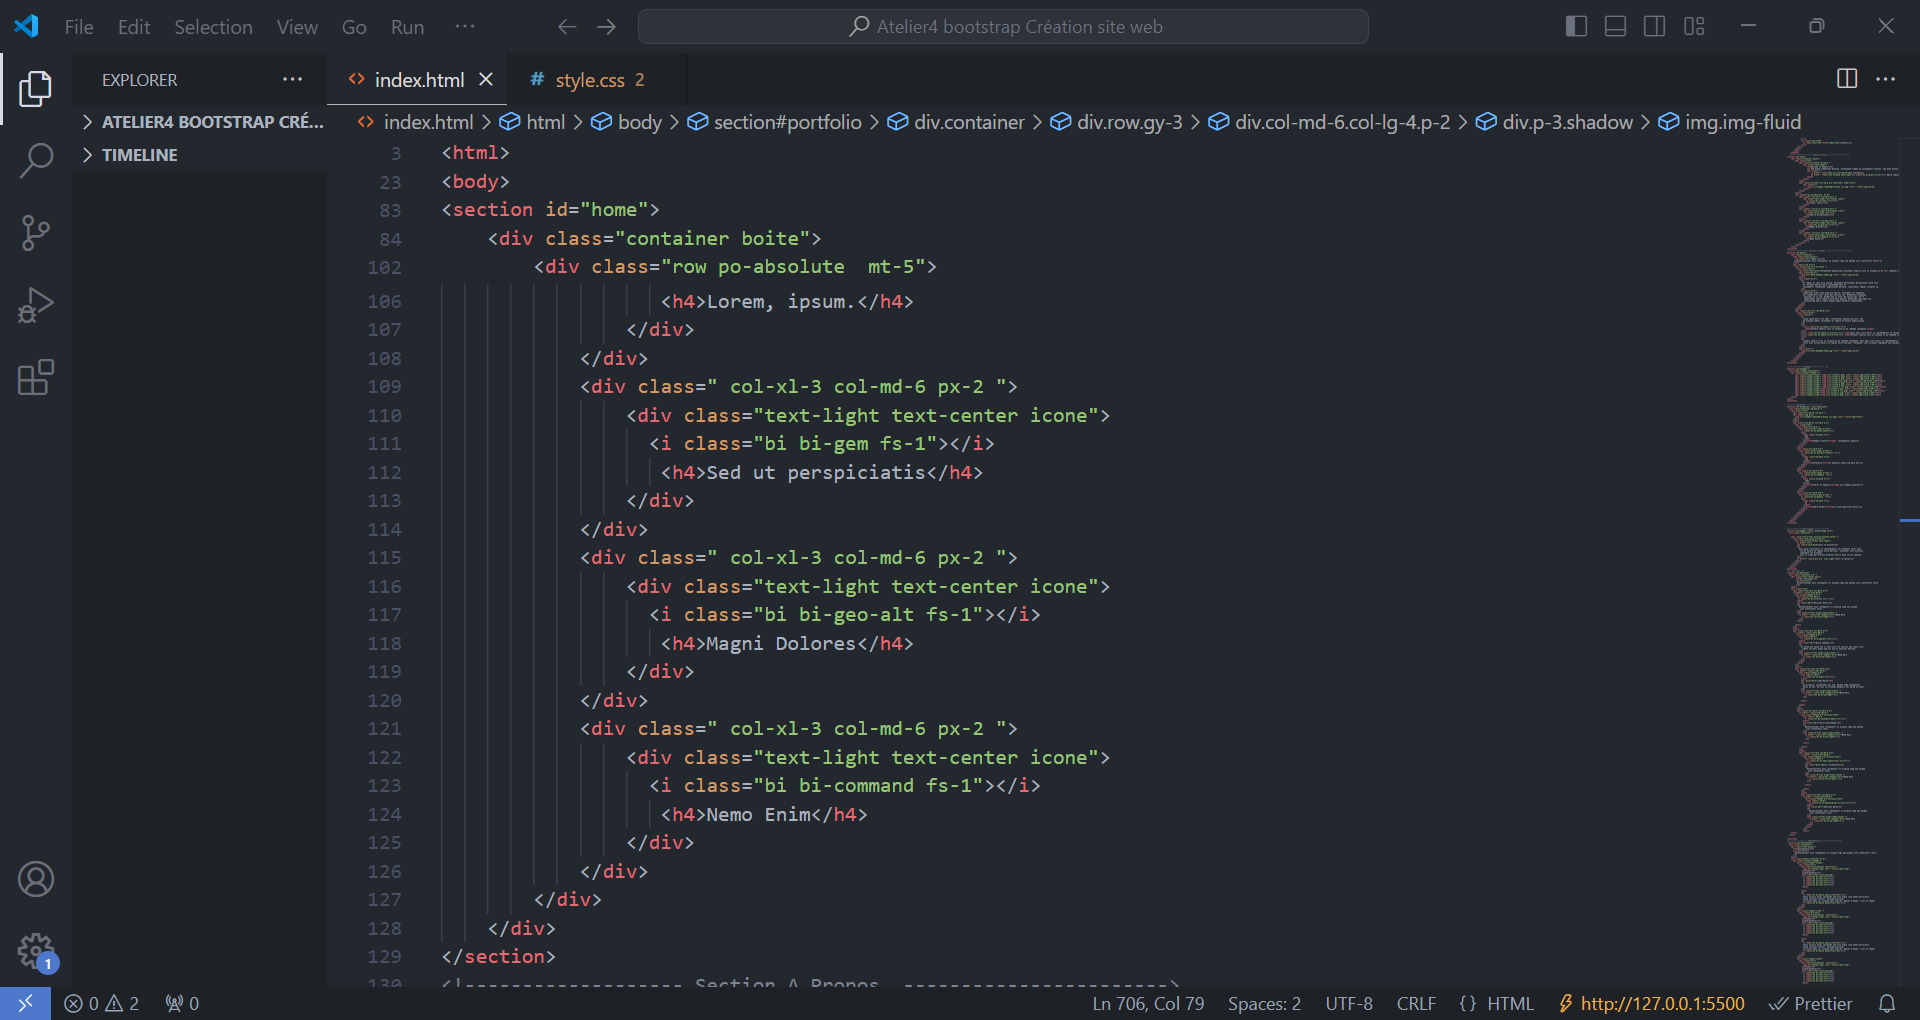 File Edit Selection View Go Run ··· Atelier4 bootstrap Création site web
EXPLORER ··· index.html style.css 2
ATELIER4 BOOTSTRAP CRÉ...
TIMELINE
index.html > html > body > section#portfolio > div.container > div.row.gy-3 > div.col-md-6.col-lg-4.p-2 > div.p-3.shadow > img.img-fluid
3 <html>
23 <body>
83 <section id="home">
84 <div class="container boite">
102 <div class="row po-absolute  mt-5">
106 <h4>Lorem, ipsum.</h4>
107 </div>
108 </div>
109 <div class=" col-xl-3 col-md-6 px-2 ">
110 <div class="text-light text-center icone">
111 <i class="bi bi-gem fs-1"></i>
112 <h4>Sed ut perspiciatis</h4>
113 </div>
114 </div>
115 <div class=" col-xl-3 col-md-6 px-2 ">
116 <div class="text-light text-center icone">
117 <i class="bi bi-geo-alt fs-1"></i>
118 <h4>Magni Dolores</h4>
119 </div>
120 </div>
121 <div class=" col-xl-3 col-md-6 px-2 ">
122 <div class="text-light text-center icone">
123 <i class="bi bi-command fs-1"></i>
124 <h4>Nemo Enim</h4>
125 </div>
126 </div>
127 </div>
128 </div>
129 </section>
130 <!------------------- Section A Propos ----------------------->
1
0 2 0 Ln 706, Col 79 Spaces: 2 UTF-8 CRLF {} HTML http://127.0.0.1:5500 Prettier